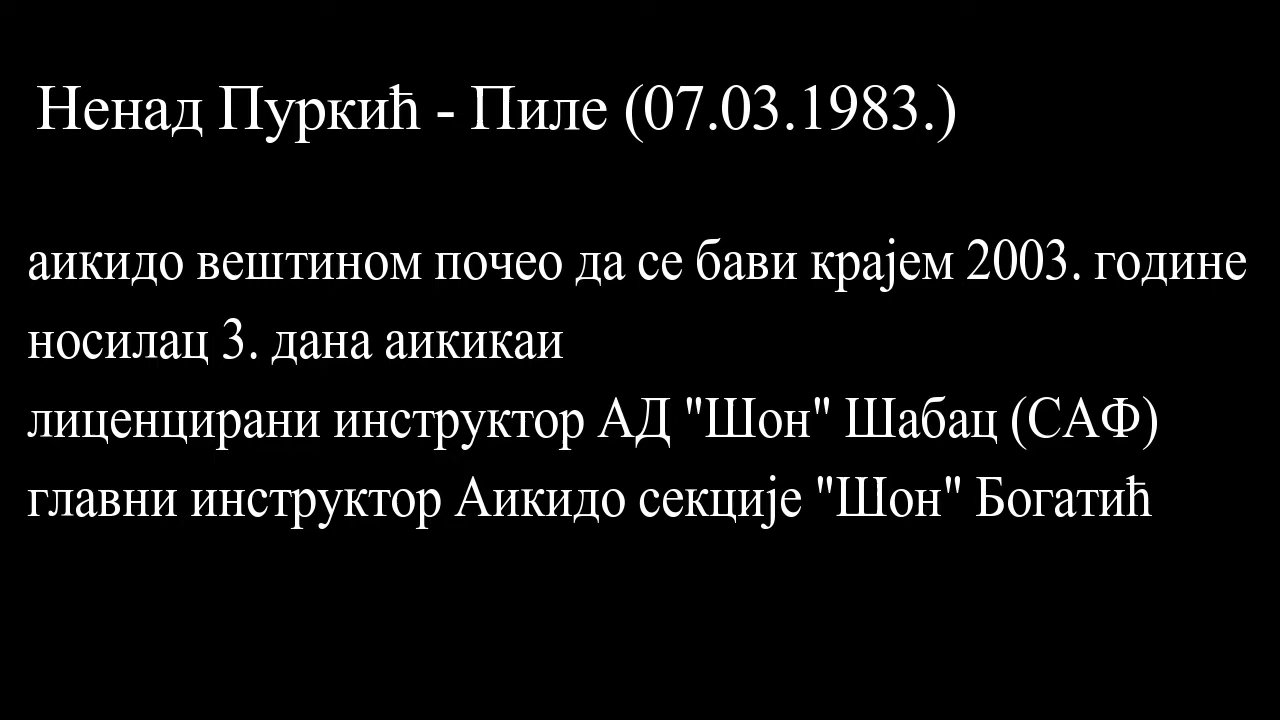 Ненад Пуркић - Пиле (07.03.1983.)
аикидо вештином почео да се бави крајем 2003. године
носилац 3. дана аикикаи
лиценцирани инструктор АД "Шон" Шабац (САФ)
главни инструктор Аикидо секције "Шон" Богатић